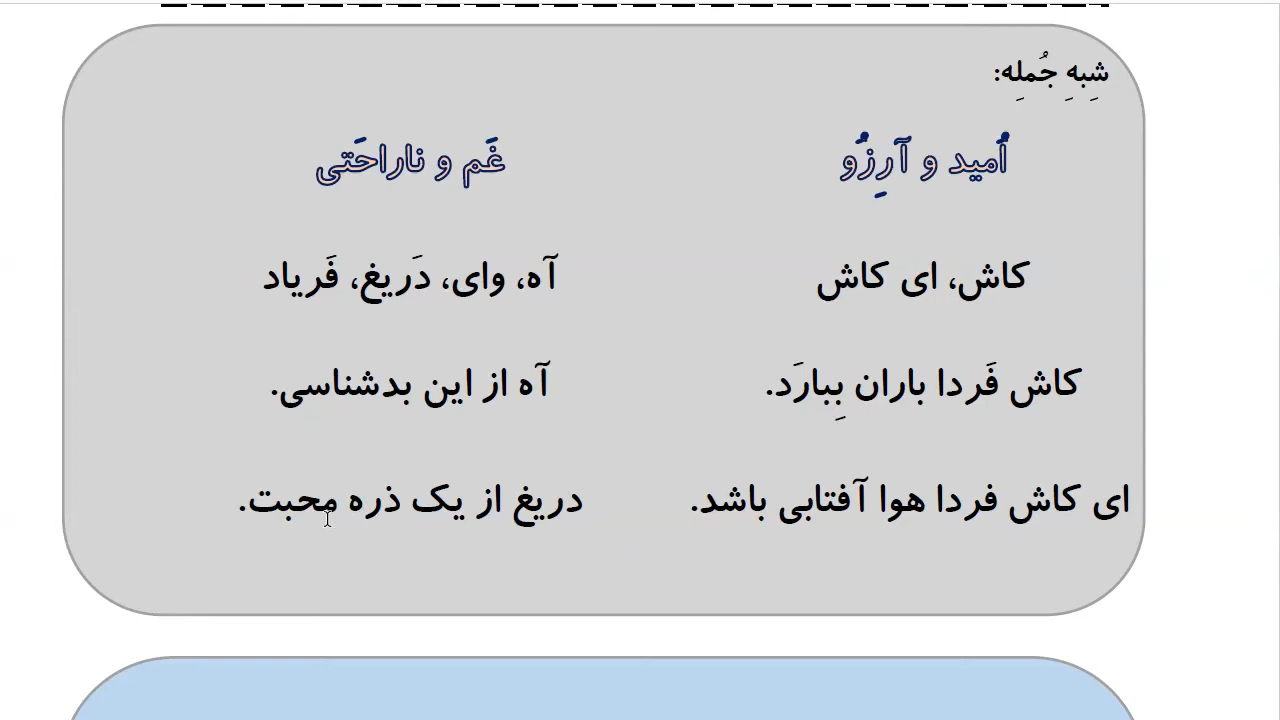 شِبهِ جُملِه:
اُمید و آرِزُو
غَم و ناراحَتی
کاش، ای کاش
آه، وای، دَریغ، فَریاد
کاش فَردا باران بِبارَد.
آه از این بدشناسی.
ای کاش فردا هوا آفتابی باشد.
دریغ از یک ذره محبت.